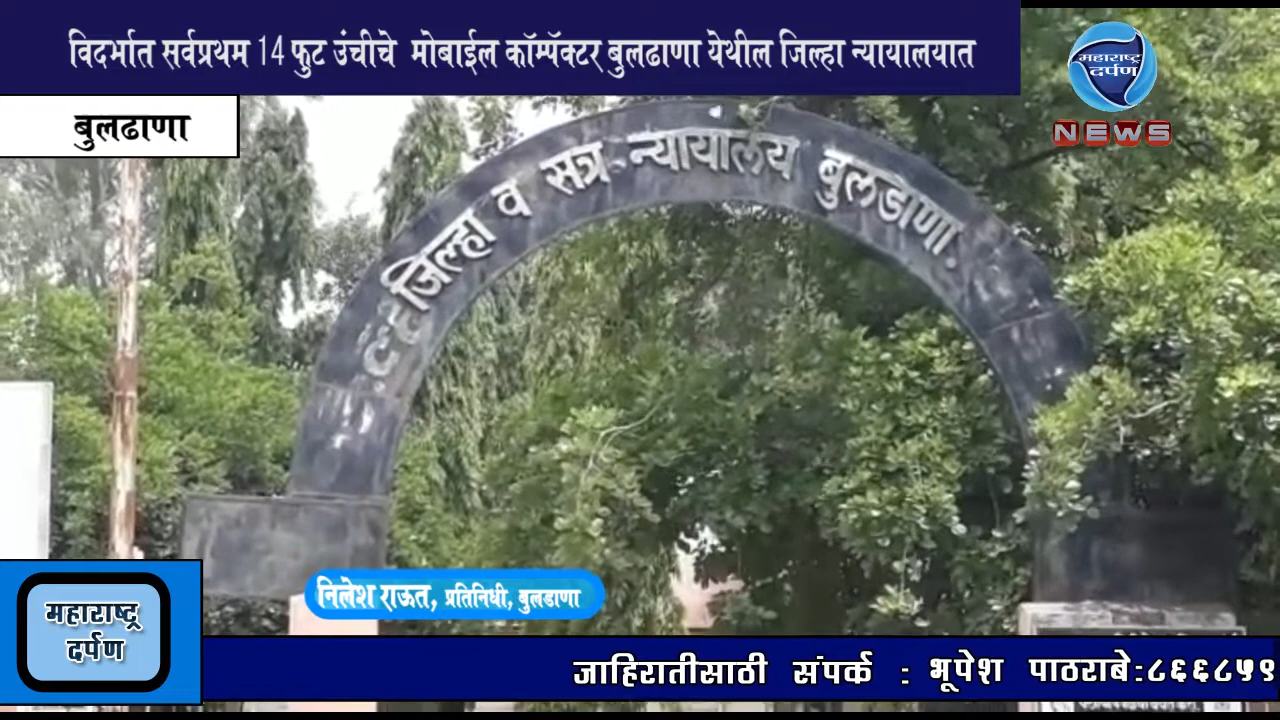 विदर्भात सर्वप्रथम 14 फुट उंचीचे मोबाईल कॉम्पॅक्टर बुलढाणा येथील जिल्हा न्यायालयात
महाराष्ट्र
दर्पण
NEWS
बुलढाणा
जिल्हा व सत्र न्यायालय बुलडाणा.
निलेश राऊत, प्रतिनिधी, बुलडाणा
महाराष्ट्र
दर्पण
जाहिरातीसाठी संपर्क : भूपेश पाठराबे:८६६८५९